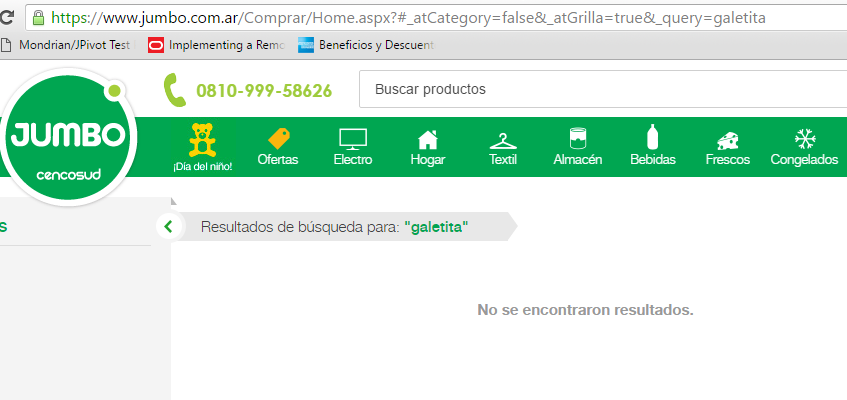 https://www.jumbo.com.ar/Comprar/Home.aspx?#_atCategory=false&_atGrilla=true&_query=galetita
Mondrian/JPivot Test Implementing a Remo Beneficios y Descuent
0810-999-58626 Buscar productos
JUMBO
cencosud
¡Día del niño! Ofertas Electro Hogar Textil Almacén Bebidas Frescos Congelados
s
Resultados de búsqueda para: "galetita"
No se encontraron resultados.